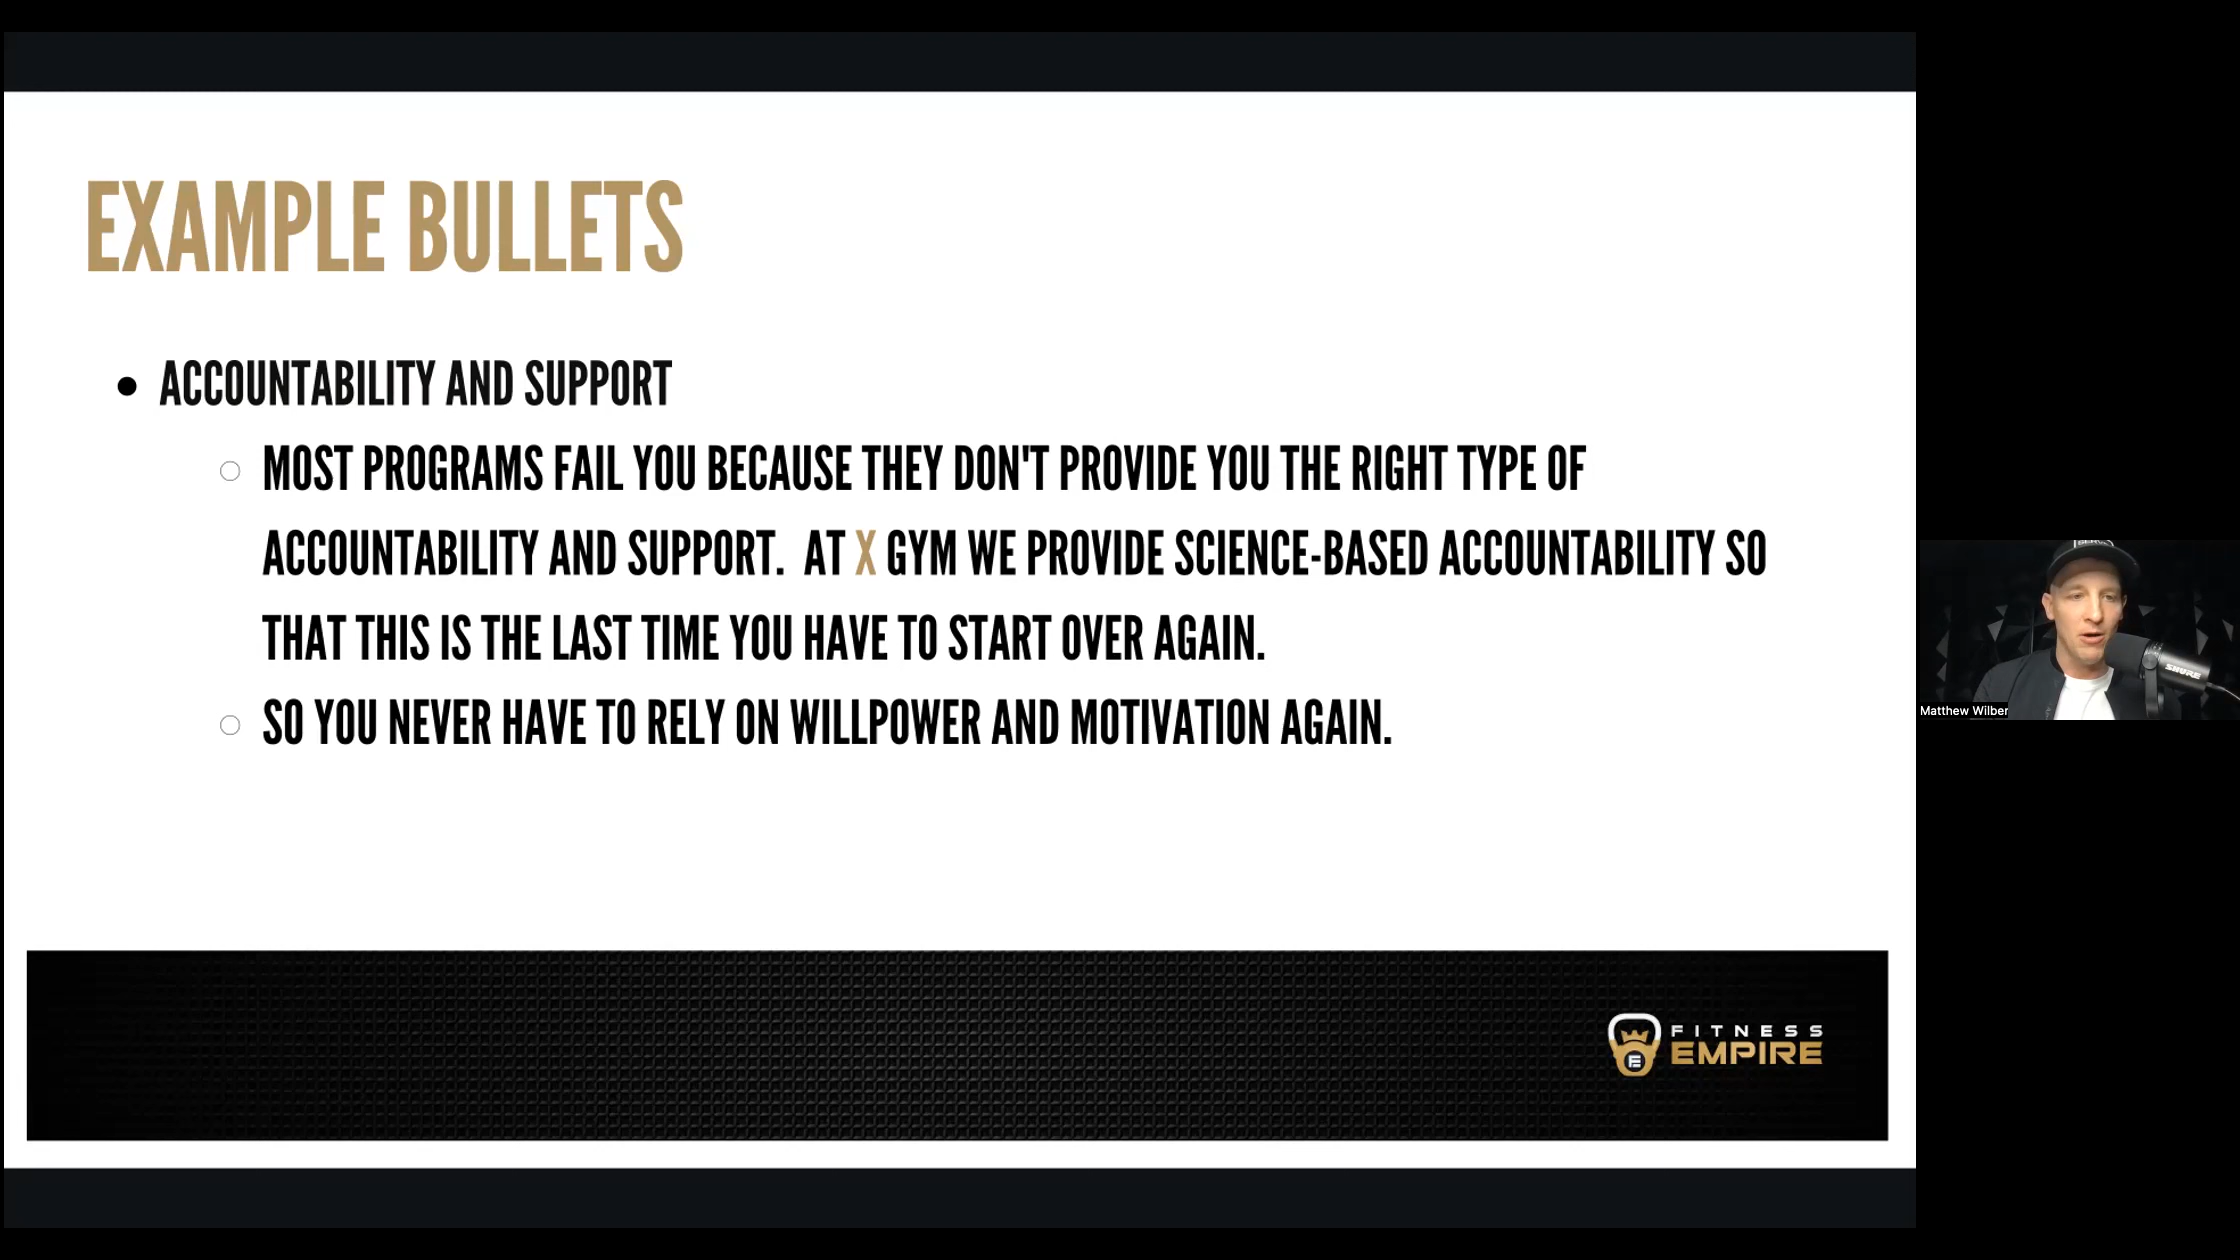 EXAMPLE BULLETS
ACCOUNTABILITY AND SUPPORT
MOST PROGRAMS FAIL YOU BECAUSE THEY DON'T PROVIDE YOU THE RIGHT TYPE OF
ACCOUNTABILITY AND SUPPORT.  AT X GYM WE PROVIDE SCIENCE-BASED ACCOUNTABILITY SO
THAT THIS IS THE LAST TIME YOU HAVE TO START OVER AGAIN.
SO YOU NEVER HAVE TO RELY ON WILLPOWER AND MOTIVATION AGAIN.
SHURE
Matthew Wilber
FITNESS
EMPIRE
E